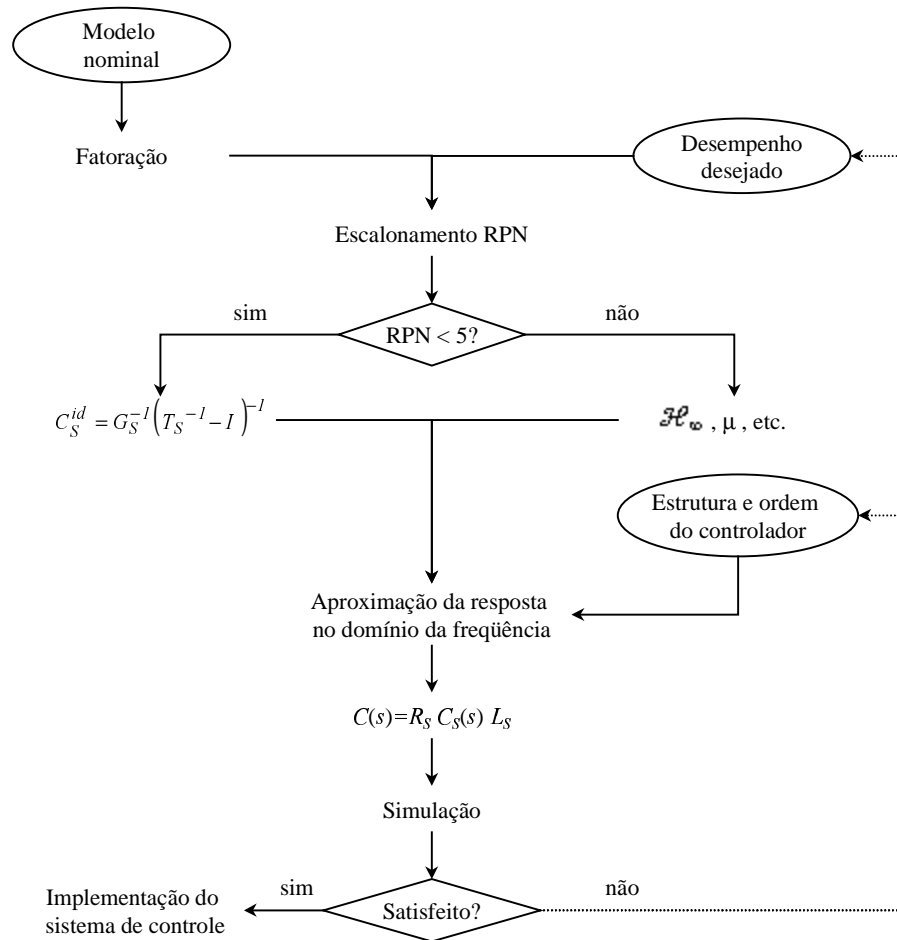 Modelo
nominal
Fatoração
Desempenho
desejado
Escalonamento RPN
sim
RPN < 5?
não
C_S^{id} = G_S^{-1}(T_S^{-1} – I)^{-1}
ℋ∞ , μ , etc.
Estrutura e ordem
do controlador
Aproximação da resposta
no domínio da freqüência
C(s)=R_S C_S(s) L_S
Simulação
sim
Satisfeito?
não
Implementação do
sistema de controle